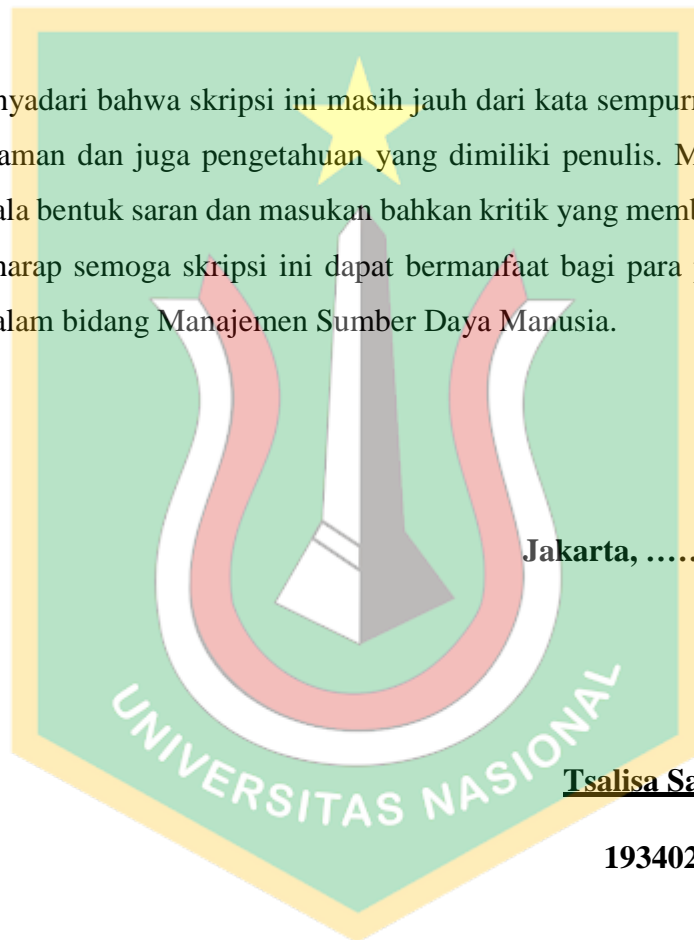 nyadari bahwa skripsi ini masih jauh dari kata sempur
aman dan juga pengetahuan yang dimiliki penulis. M
ala bentuk saran dan masukan bahkan kritik yang memb
harap semoga skripsi ini dapat bermanfaat bagi para
alam bidang Manajemen Sumber Daya Manusia.
Jakarta, .....
UNIVERSITAS NASIONAL
Tsalisa Sa
193402